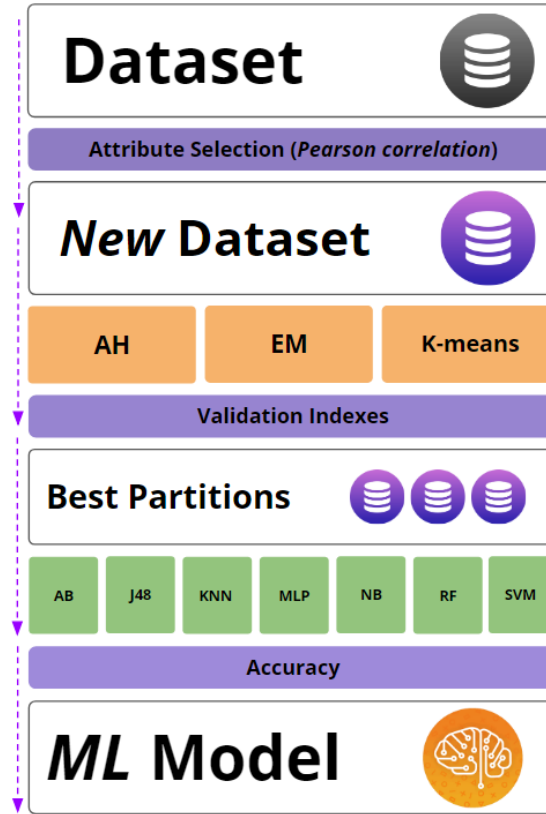 Dataset
Attribute Selection (Pearson correlation)
New Dataset
AH EM K-means
Validation Indexes
Best Partitions
AB J48 KNN MLP NB RF SVM
Accuracy
ML Model